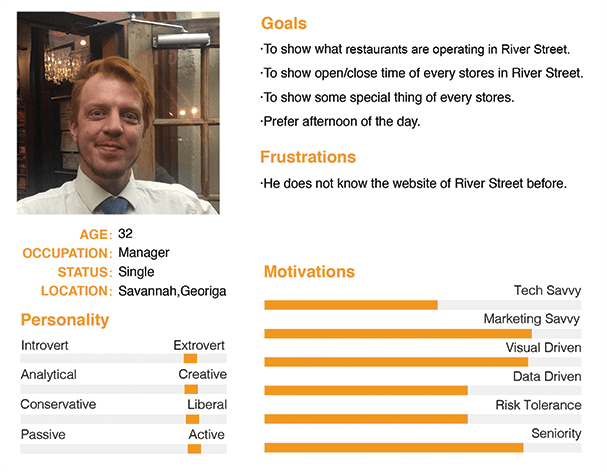 Goals
·To show what restaurants are operating in River Street.
·To show open/close time of every stores in River Street.
·To show some special thing of every stores.
·Prefer afternoon of the day.
Frustrations
·He does not know the website of River Street before.
AGE: 32
OCCUPATION: Manager
STATUS: Single
LOCATION: Savannah,Georiga
Personality
Introvert Extrovert
Analytical Creative
Conservative Liberal
Passive Active
Motivations
Tech Savvy
Marketing Savvy
Visual Driven
Data Driven
Risk Tolerance
Seniority